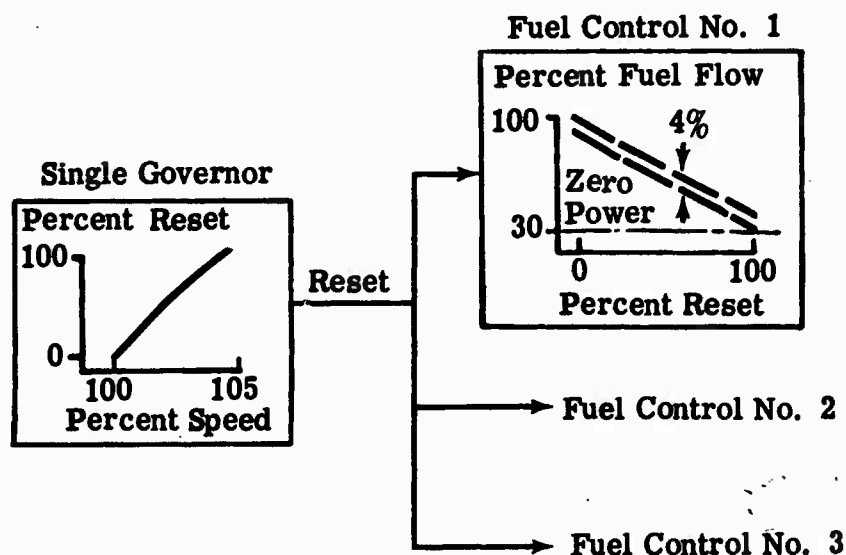 Fuel Control No. 1
Percent Fuel Flow
100
4%
Zero
Power
30
0 100
Percent Reset
Single Governor
Percent Reset
100
0
100 105
Percent Speed
Reset
Fuel Control No. 2
Fuel Control No. 3